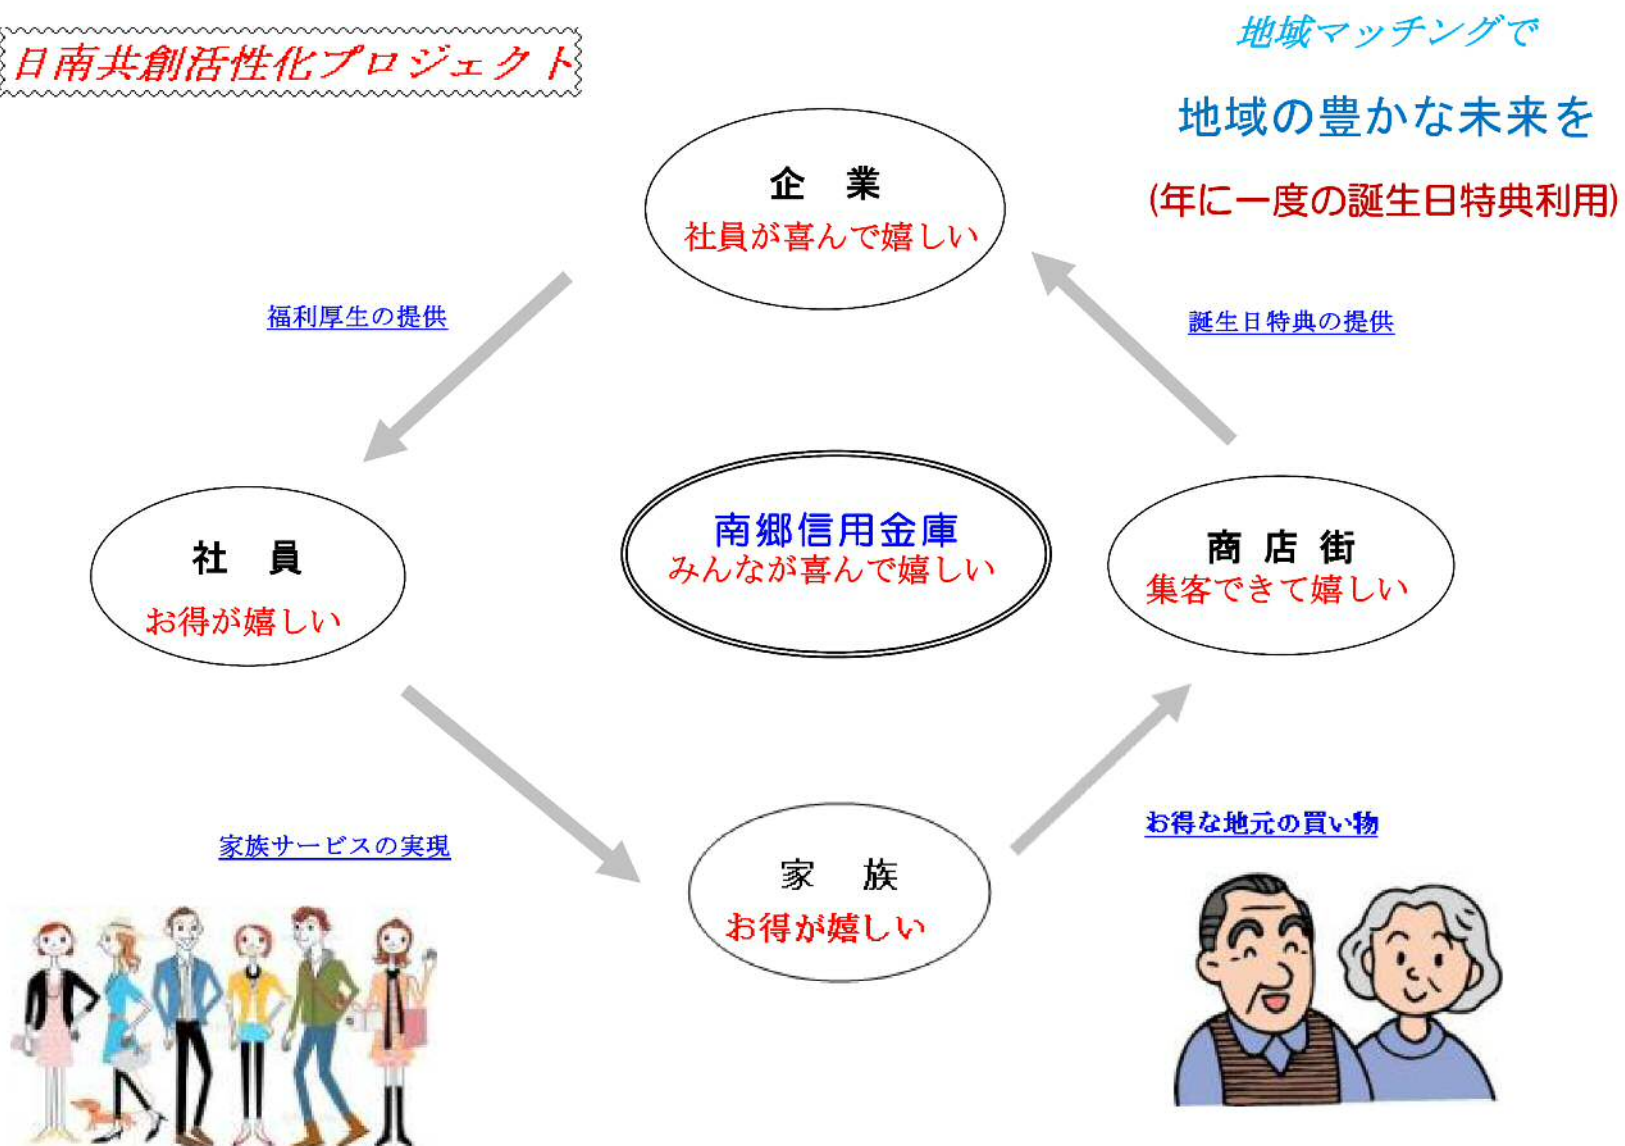 日南共創活性化プロジェクト
地域マッチングで
地域の豊かな未来を
(年に一度の誕生日特典利用)
企 業
社員が喜んで嬉しい
福利厚生の提供
誕生日特典の提供
社 員
お得が嬉しい
南郷信用金庫
みんなが喜んで嬉しい
商 店 街
集客できて嬉しい
家族サービスの実現
お得な地元の買い物
家 族
お得が嬉しい